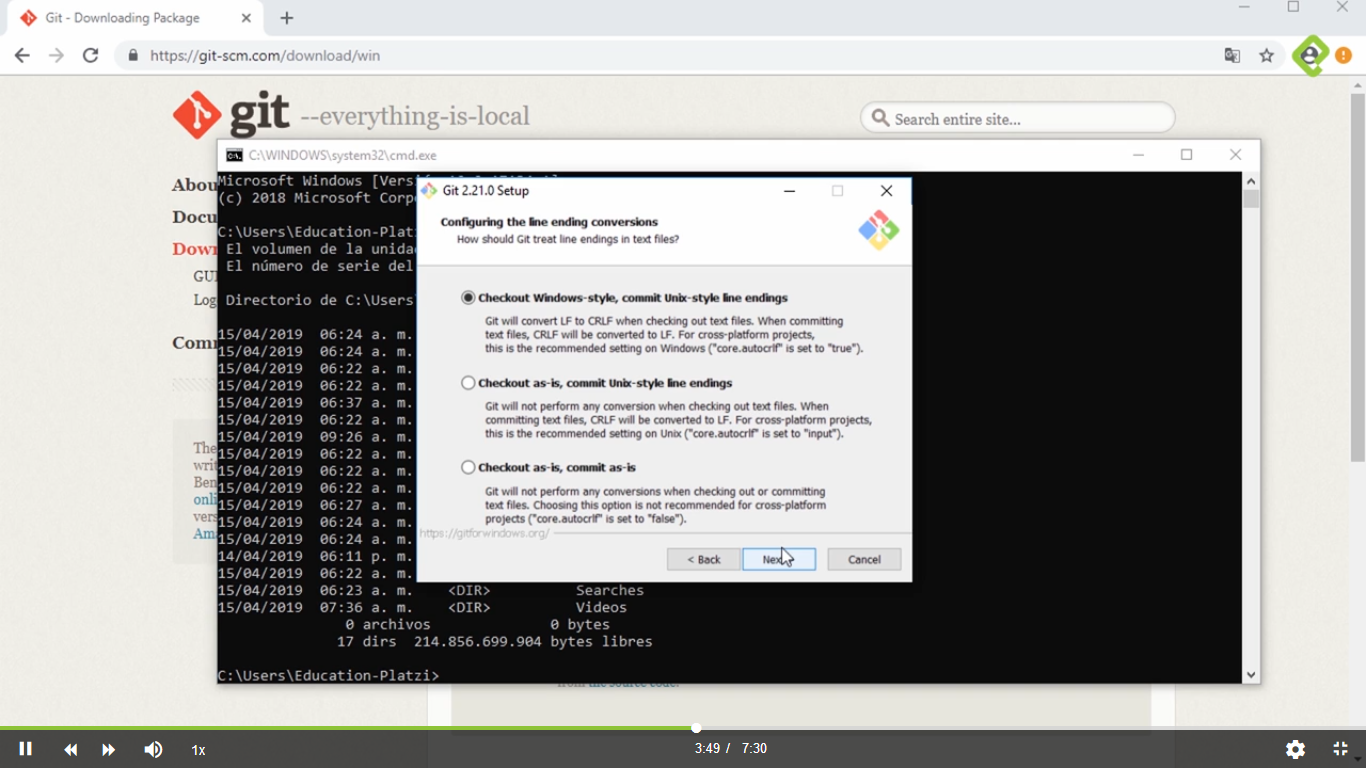 Git - Downloading Package
https://git-scm.com/download/win
git --everything-is-local
Search entire site...
C:\WINDOWS\system32\cmd.exe
Microsoft Windows
(c) 2018 Microsoft
C:\Users\Education-Plat
El volumen de la
El número de serie del
Directorio de C:\Users
15/04/2019 06:24 a. m.
15/04/2019 06:24 a. m.
15/04/2019 06:22 a. m.
15/04/2019 06:22 a. m.
15/04/2019 06:37 a. m.
15/04/2019 06:22 a. m.
15/04/2019 09:26 a. m.
15/04/2019 06:22 a. m.
15/04/2019 06:22 a. m.
15/04/2019 06:22 a. m.
15/04/2019 06:27 a. m.
15/04/2019 06:24 a. m.
15/04/2019 06:24 a. m.
14/04/2019 06:11 p. m.
15/04/2019 06:22 a. m.
15/04/2019 06:23 a. m. <DIR> Searches
15/04/2019 07:36 a. m. <DIR> Videos
0 archivos 0 bytes
17 dirs 214.856.699.904 bytes libres
C:\Users\Education-Platzi>
Git 2.21.0 Setup
Configuring the line ending conversions
How should Git treat line endings in text files?
Checkout Windows-style, commit Unix-style line endings
Git will convert LF to CRLF when checking out text files. When committing
text files, CRLF will be converted to LF. For cross-platform projects,
this is the recommended setting on Windows ("core.autocrlf" is set to "true").
Checkout as-is, commit Unix-style line endings
Git will not perform any conversion when checking out text files. When
committing text files, CRLF will be converted to LF. For cross-platform projects,
this is the recommended setting on Unix ("core.autocrlf" is set to "input").
Checkout as-is, commit as-is
Git will not perform any conversions when checking out or committing
text files. Choosing this option is not recommended for cross-platform
projects ("core.autocrlf" is set to "false").
https://gitforwindows.org/
< Back
Next
Cancel
from the source code.
1x
3:49 / 7:30